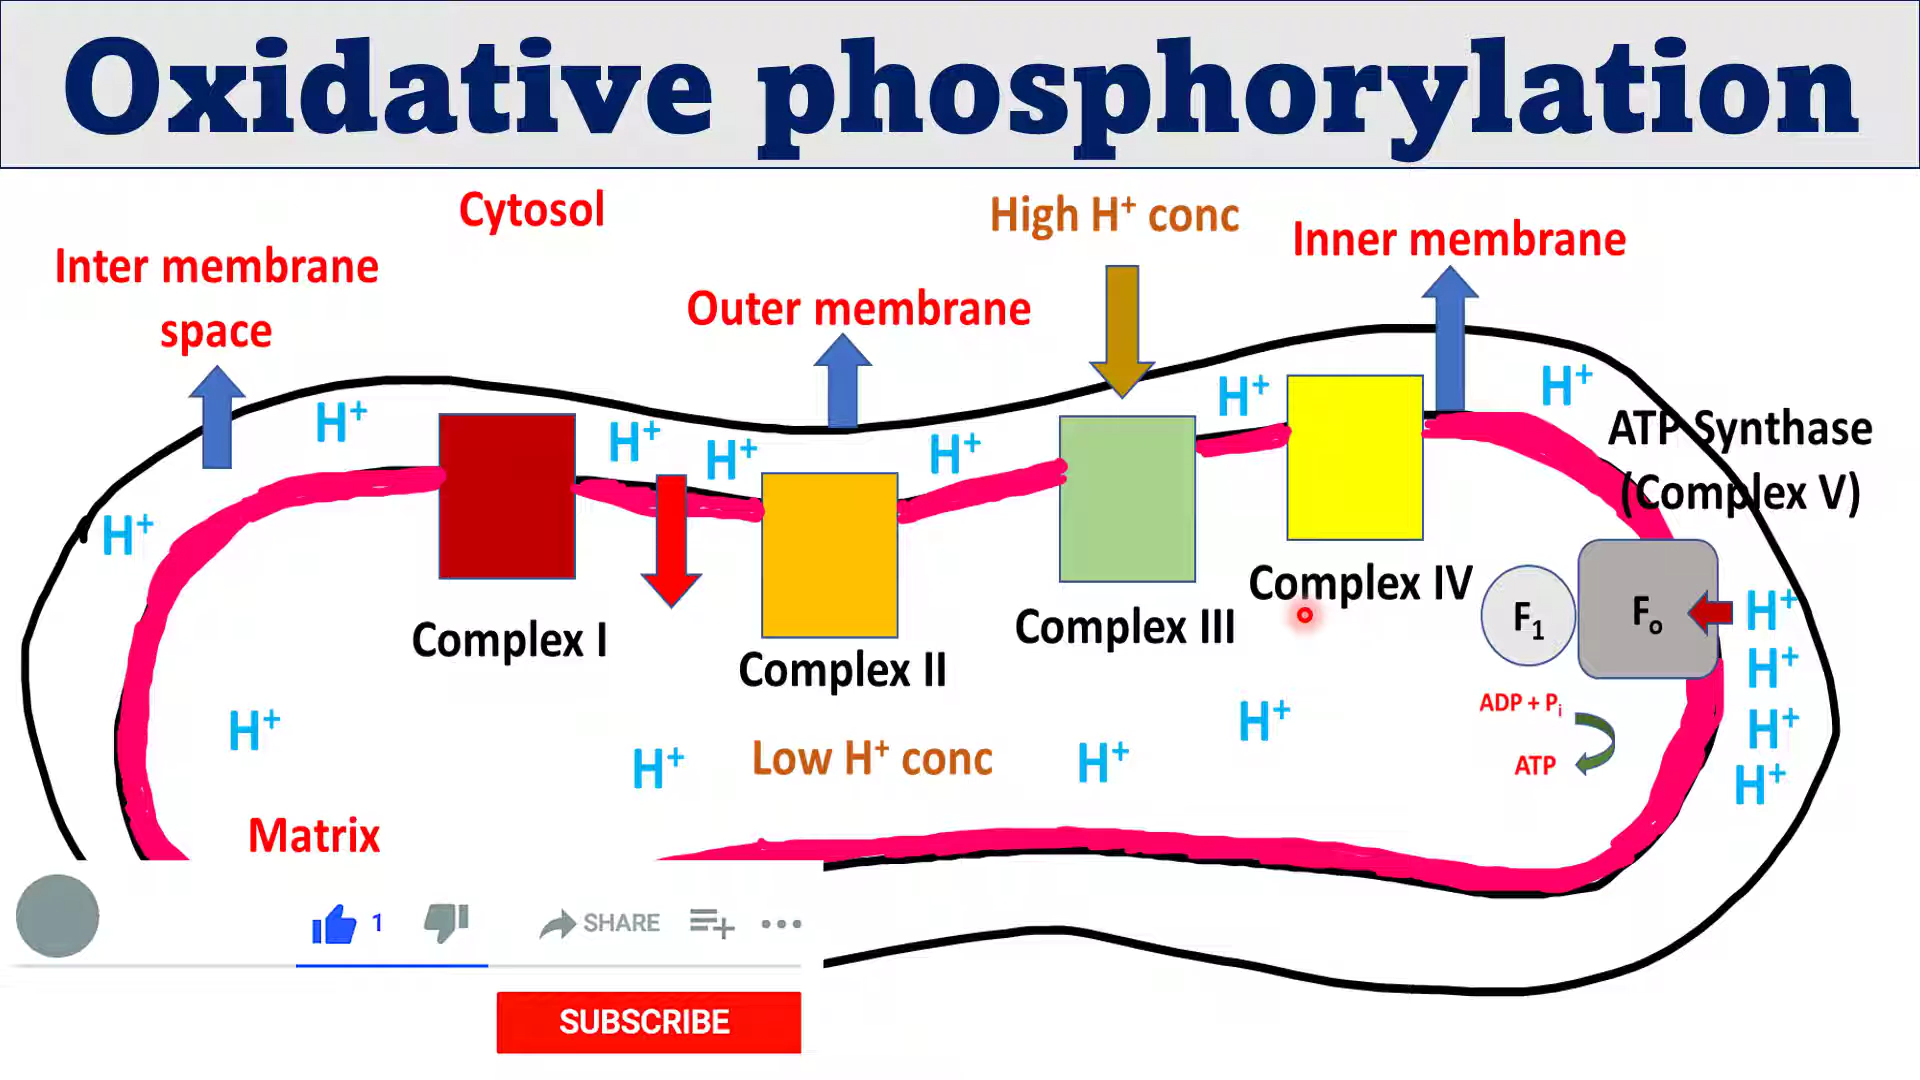 Oxidative phosphorylation
Cytosol
High H⁺ conc
Inner membrane
Inter membrane
space
Outer membrane
H⁺
H⁺
H⁺
H⁺
H⁺
H⁺
H⁺
ATP Synthase
(Complex V)
Complex I
Complex II
Complex III
Complex IV
F₁
Fₒ
H⁺
H⁺
H⁺
H⁺
ADP + Pᵢ
ATP
H⁺
H⁺
Low H⁺ conc
H⁺
H⁺
Matrix
1
SHARE
SUBSCRIBE